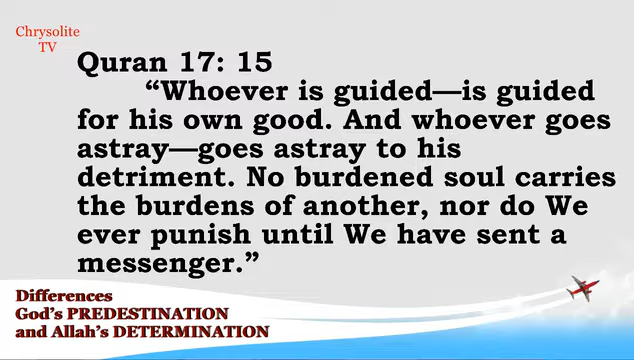 Chrysolite
TV
Quran 17: 15
“Whoever is guided—is guided
for his own good. And whoever goes
astray—goes astray to his
detriment. No burdened soul carries
the burdens of another, nor do We
ever punish until We have sent a
messenger.”
Differences
God's PREDESTINATION
and Allah's DETERMINATION